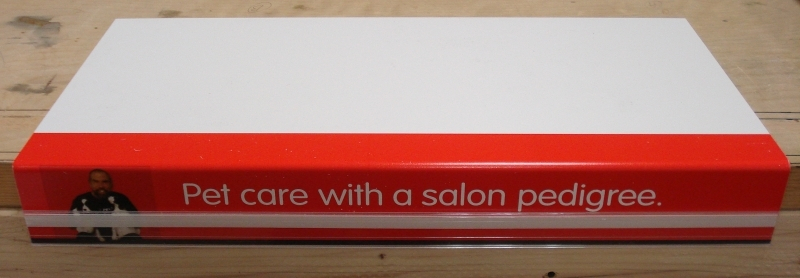 Pet care with a salon pedigree.